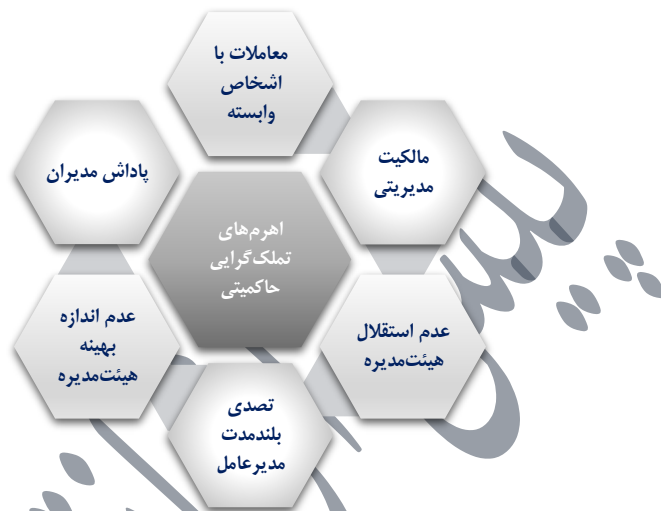 معاملات با
اشخاص
وابسته
مالکیت
مدیریتی
پاداش مدیران
اهرم‌های
تملک‌گرایی
حاکمیتی
عدم استقلال
هیئت‌مدیره
عدم اندازه
بهینه
هیئت‌مدیره
تصدی
بلندمدت
مدیرعامل